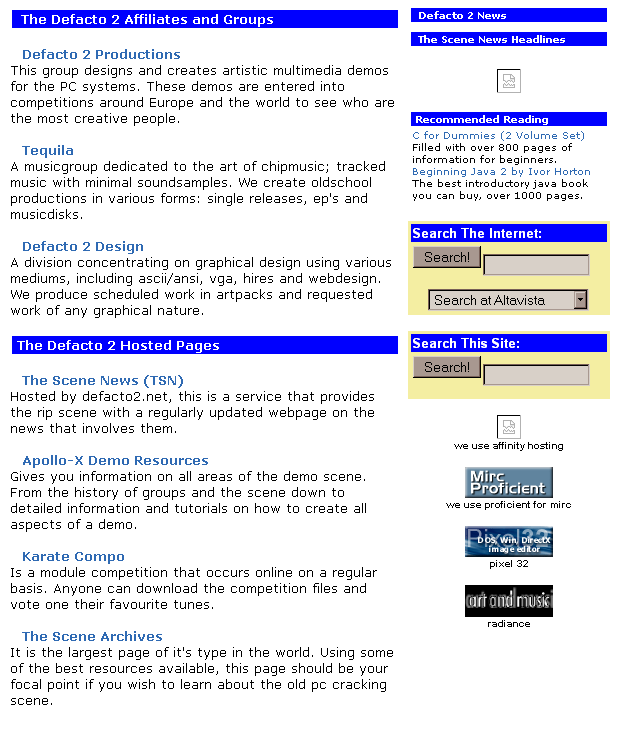 The Defacto 2 Affiliates and Groups
Defacto 2 Productions
This group designs and creates artistic multimedia demos
for the PC systems. These demos are entered into
competitions around Europe and the world to see who are
the most creative people.
Tequila
A musicgroup dedicated to the art of chipmusic; tracked
music with minimal soundsamples. We create oldschool
productions in various forms: single releases, ep's and
musicdisks.
Defacto 2 Design
A division concentrating on graphical design using various
mediums, including ascii/ansi, vga, hires and webdesign.
We produce scheduled work in artpacks and requested
work of any graphical nature.
The Defacto 2 Hosted Pages
The Scene News (TSN)
Hosted by defacto2.net, this is a service that provides
the rip scene with a regularly updated webpage on the
news that involves them.
Apollo-X Demo Resources
Gives you information on all areas of the demo scene.
From the history of groups and the scene down to
detailed information and tutorials on how to create all
aspects of a demo.
Karate Compo
Is a module competition that occurs online on a regular
basis. Anyone can download the competition files and
vote one their favourite tunes.
The Scene Archives
It is the largest page of it's type in the world. Using some
of the best resources available, this page should be your
focal point if you wish to learn about the old pc cracking
scene.
Defacto 2 News
The Scene News Headlines
Recommended Reading
C for Dummies (2 Volume Set)
Filled with over 800 pages of
information for beginners.
Beginning Java 2 by Ivor Horton
The best introductory java book
you can buy, over 1000 pages.
Search The Internet:
Search!
Search at Altavista
Search This Site:
Search!
we use affinity hosting
Mirc
Proficient
we use proficient for mirc
Pixel 32
DOS, Win, DirectX
image editor
pixel 32
art and music
radiance